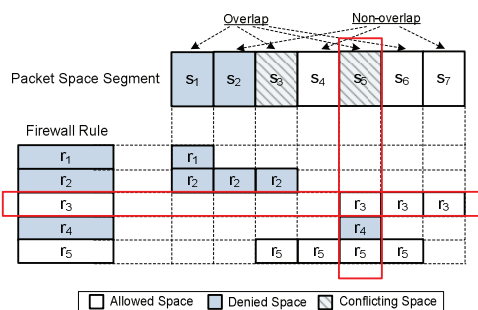 Overlap Non-overlap
Packet Space Segment s1 s2 s3 s4 s5 s6 s7
Firewall Rule
r1 r1
r2 r2 r2 r2
r3 r3 r3 r3
r4 r4
r5 r5 r5 r5 r5
Allowed Space Denied Space Conflicting Space